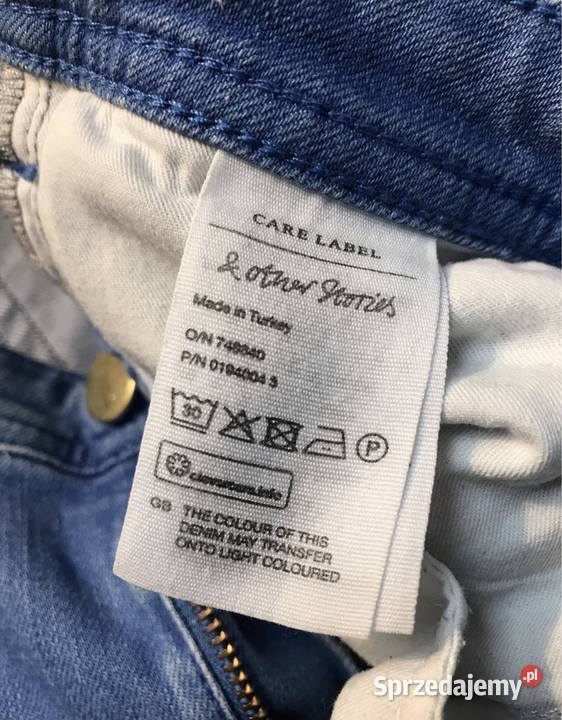 CARE LABEL
& other Stories
Made in Turkey
O/N 749340
P/N 0194004 3
30
P
clevercare.info
GB THE COLOUR OF THIS
DENIM MAY TRANSFER
ONTO LIGHT COLOURED
Sprzedajemy.pl